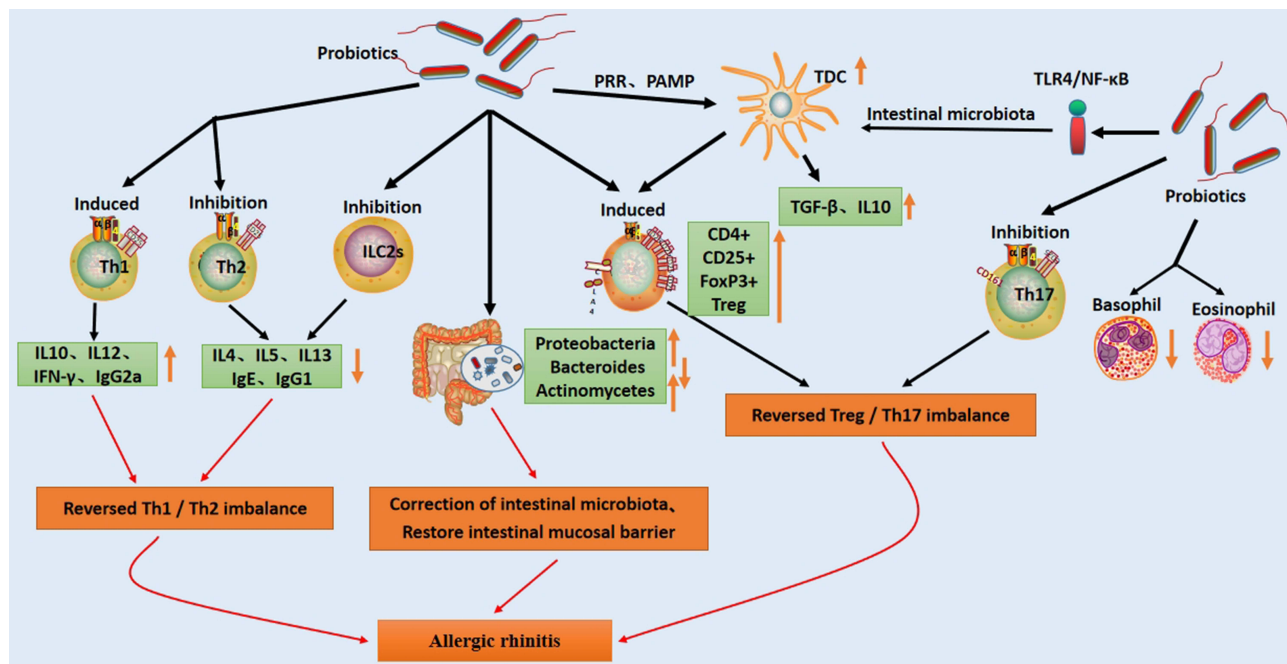 Probiotics
PRR、PAMP
TDC
TLR4/NF-κB
Intestinal microbiota
Probiotics
Induced
Inhibition
Inhibition
Induced
TGF-β、IL10
CD4+
CD25+
FoxP3+
Treg
Inhibition
α β
Th1
β
Th2
ILC2s
α β
CD161
Th17
LAA
Basophil
Eosinophil
IL10、IL12、
IFN-γ、IgG2a
IL4、IL5、IL13
IgE、IgG1
Proteobacteria
Bacteroides
Actinomycetes
Reversed Treg / Th17 imbalance
Reversed Th1 / Th2 imbalance
Correction of intestinal microbiota、
Restore intestinal mucosal barrier
Allergic rhinitis